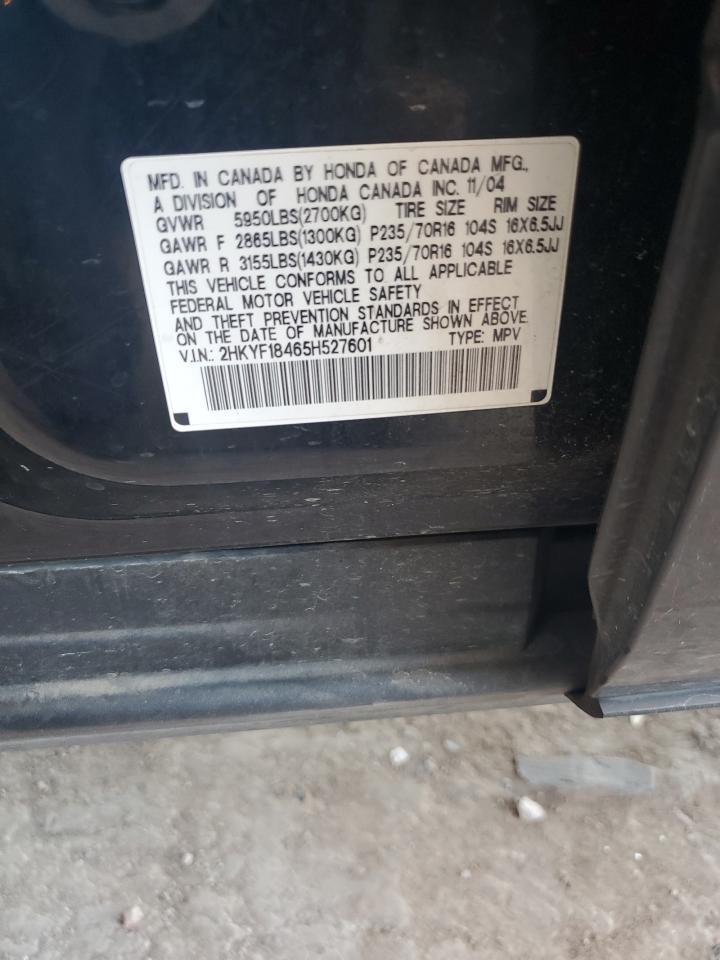 MFD. IN CANADA BY HONDA OF CANADA MFG.,
A DIVISION OF HONDA CANADA INC. 11/04
GVWR 5950LBS(2700KG) TIRE SIZE RIM SIZE
GAWR F 2865LBS(1300KG) P235/70R16 104S 16X6.5JJ
GAWR R 3155LBS(1430KG) P235/70R16 104S 16X6.5JJ
THIS VEHICLE CONFORMS TO ALL APPLICABLE
FEDERAL MOTOR VEHICLE SAFETY
AND THEFT PREVENTION STANDARDS IN EFFECT
ON THE DATE OF MANUFACTURE SHOWN ABOVE.
V.I.N.: 2HKYF18465H527601 TYPE: MPV